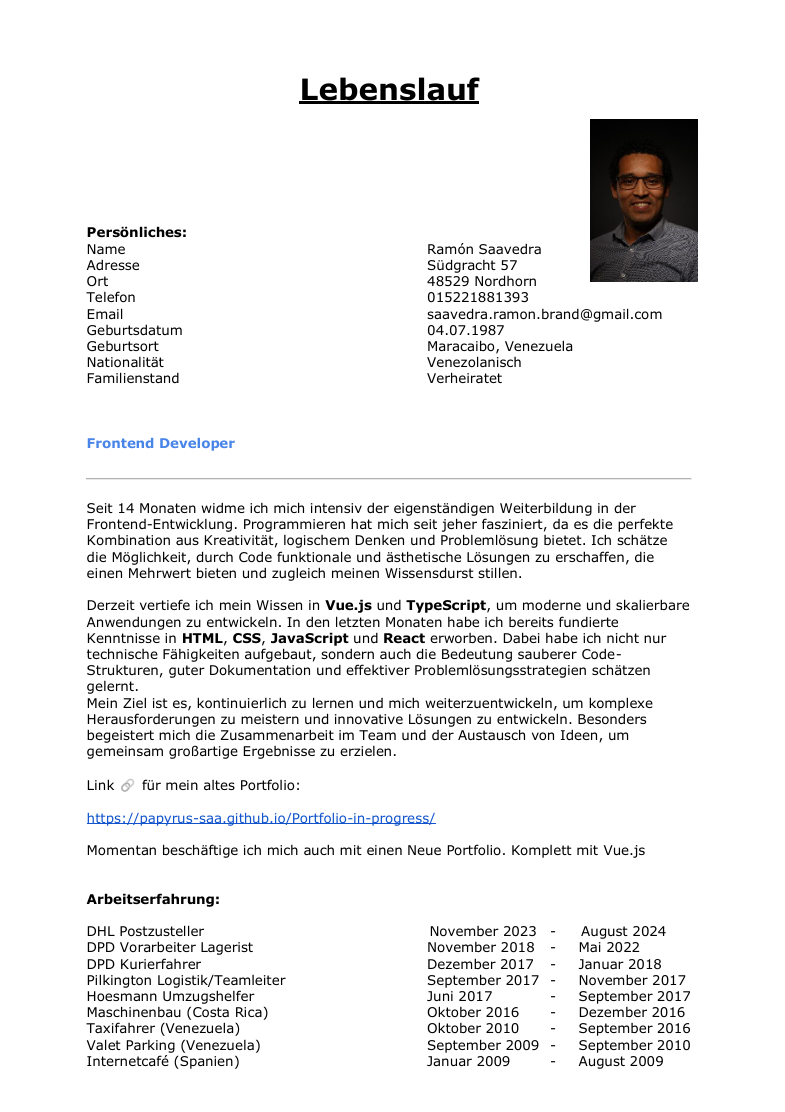 Lebenslauf
Persönliches:
Name Ramón Saavedra
Adresse Südgracht 57
Ort 48529 Nordhorn
Telefon 015221881393
Email saavedra.ramon.brand@gmail.com
Geburtsdatum 04.07.1987
Geburtsort Maracaibo, Venezuela
Nationalität Venezolanisch
Familienstand Verheiratet
Frontend Developer
Seit 14 Monaten widme ich mich intensiv der eigenständigen Weiterbildung in der
Frontend-Entwicklung. Programmieren hat mich seit jeher fasziniert, da es die perfekte
Kombination aus Kreativität, logischem Denken und Problemlösung bietet. Ich schätze
die Möglichkeit, durch Code funktionale und ästhetische Lösungen zu erschaffen, die
einen Mehrwert bieten und zugleich meinen Wissensdurst stillen.
Derzeit vertiefe ich mein Wissen in Vue.js und TypeScript, um moderne und skalierbare
Anwendungen zu entwickeln. In den letzten Monaten habe ich bereits fundierte
Kenntnisse in HTML, CSS, JavaScript und React erworben. Dabei habe ich nicht nur
technische Fähigkeiten aufgebaut, sondern auch die Bedeutung sauberer Code-
Strukturen, guter Dokumentation und effektiver Problemlösungsstrategien schätzen
gelernt.
Mein Ziel ist es, kontinuierlich zu lernen und mich weiterzuentwickeln, um komplexe
Herausforderungen zu meistern und innovative Lösungen zu entwickeln. Besonders
begeistert mich die Zusammenarbeit im Team und der Austausch von Ideen, um
gemeinsam großartige Ergebnisse zu erzielen.
Link 🔗 für mein altes Portfolio:
https://papyrus-saa.github.io/Portfolio-in-progress/
Momentan beschäftige ich mich auch mit einen Neue Portfolio. Komplett mit Vue.js
Arbeitserfahrung:
DHL Postzusteller November 2023 - August 2024
DPD Vorarbeiter Lagerist November 2018 - Mai 2022
DPD Kurierfahrer Dezember 2017 - Januar 2018
Pilkington Logistik/Teamleiter September 2017 - November 2017
Hoesmann Umzugshelfer Juni 2017 - September 2017
Maschinenbau (Costa Rica) Oktober 2016 - Dezember 2016
Taxifahrer (Venezuela) Oktober 2010 - September 2016
Valet Parking (Venezuela) September 2009 - September 2010
Internetcafé (Spanien) Januar 2009 - August 2009